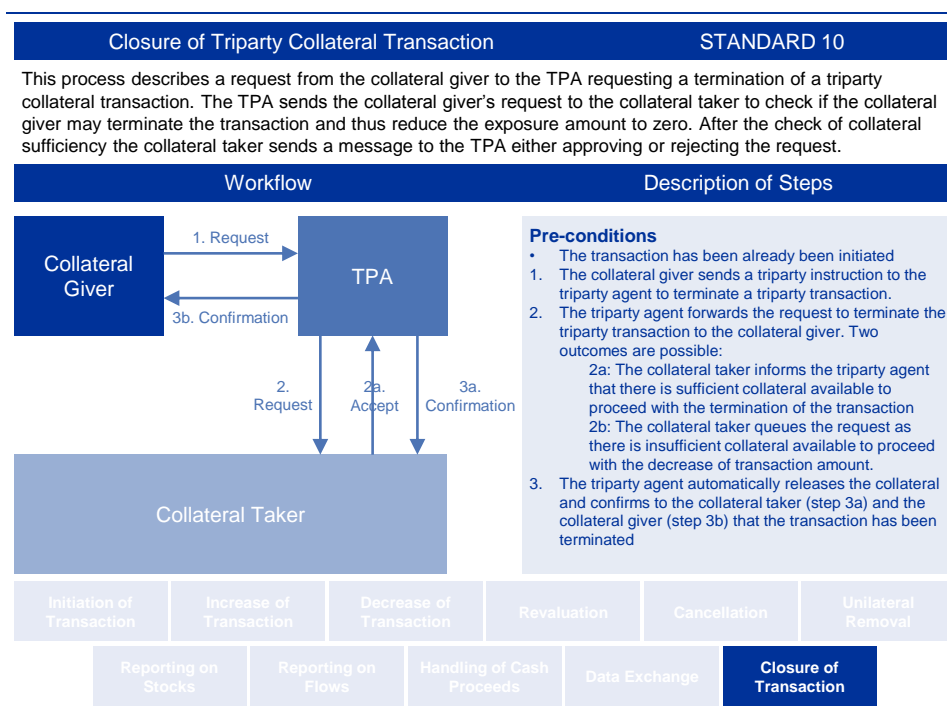 Closure of Triparty Collateral Transaction STANDARD 10
This process describes a request from the collateral giver to the TPA requesting a termination of a triparty
collateral transaction. The TPA sends the collateral giver's request to the collateral taker to check if the collateral
giver may terminate the transaction and thus reduce the exposure amount to zero. After the check of collateral
sufficiency the collateral taker sends a message to the TPA either approving or rejecting the request.
Workflow
Collateral
Giver
1. Request
TPA
3b. Confirmation
2.
Request
2a.
Accept
3a.
Confirmation
Collateral Taker
Description of Steps
Pre-conditions
• The transaction has been already been initiated
1. The collateral giver sends a triparty instruction to the
triparty agent to terminate a triparty transaction.
2. The triparty agent forwards the request to terminate the
triparty transaction to the collateral giver. Two
outcomes are possible:
2a: The collateral taker informs the triparty agent
that there is sufficient collateral available to
proceed with the termination of the transaction
2b: The collateral taker queues the request as
there is insufficient collateral available to proceed
with the decrease of transaction amount.
3. The triparty agent automatically releases the collateral
and confirms to the collateral taker (step 3a) and the
collateral giver (step 3b) that the transaction has been
terminated
Initiation of
Transaction
Increase of
Transaction
Decrease of
Transaction
Revaluation
Cancellation
Unilateral
Removal
Reporting on
Stocks
Reporting on
Flows
Handling of Cash
Proceeds
Data Exchange
Closure of
Transaction